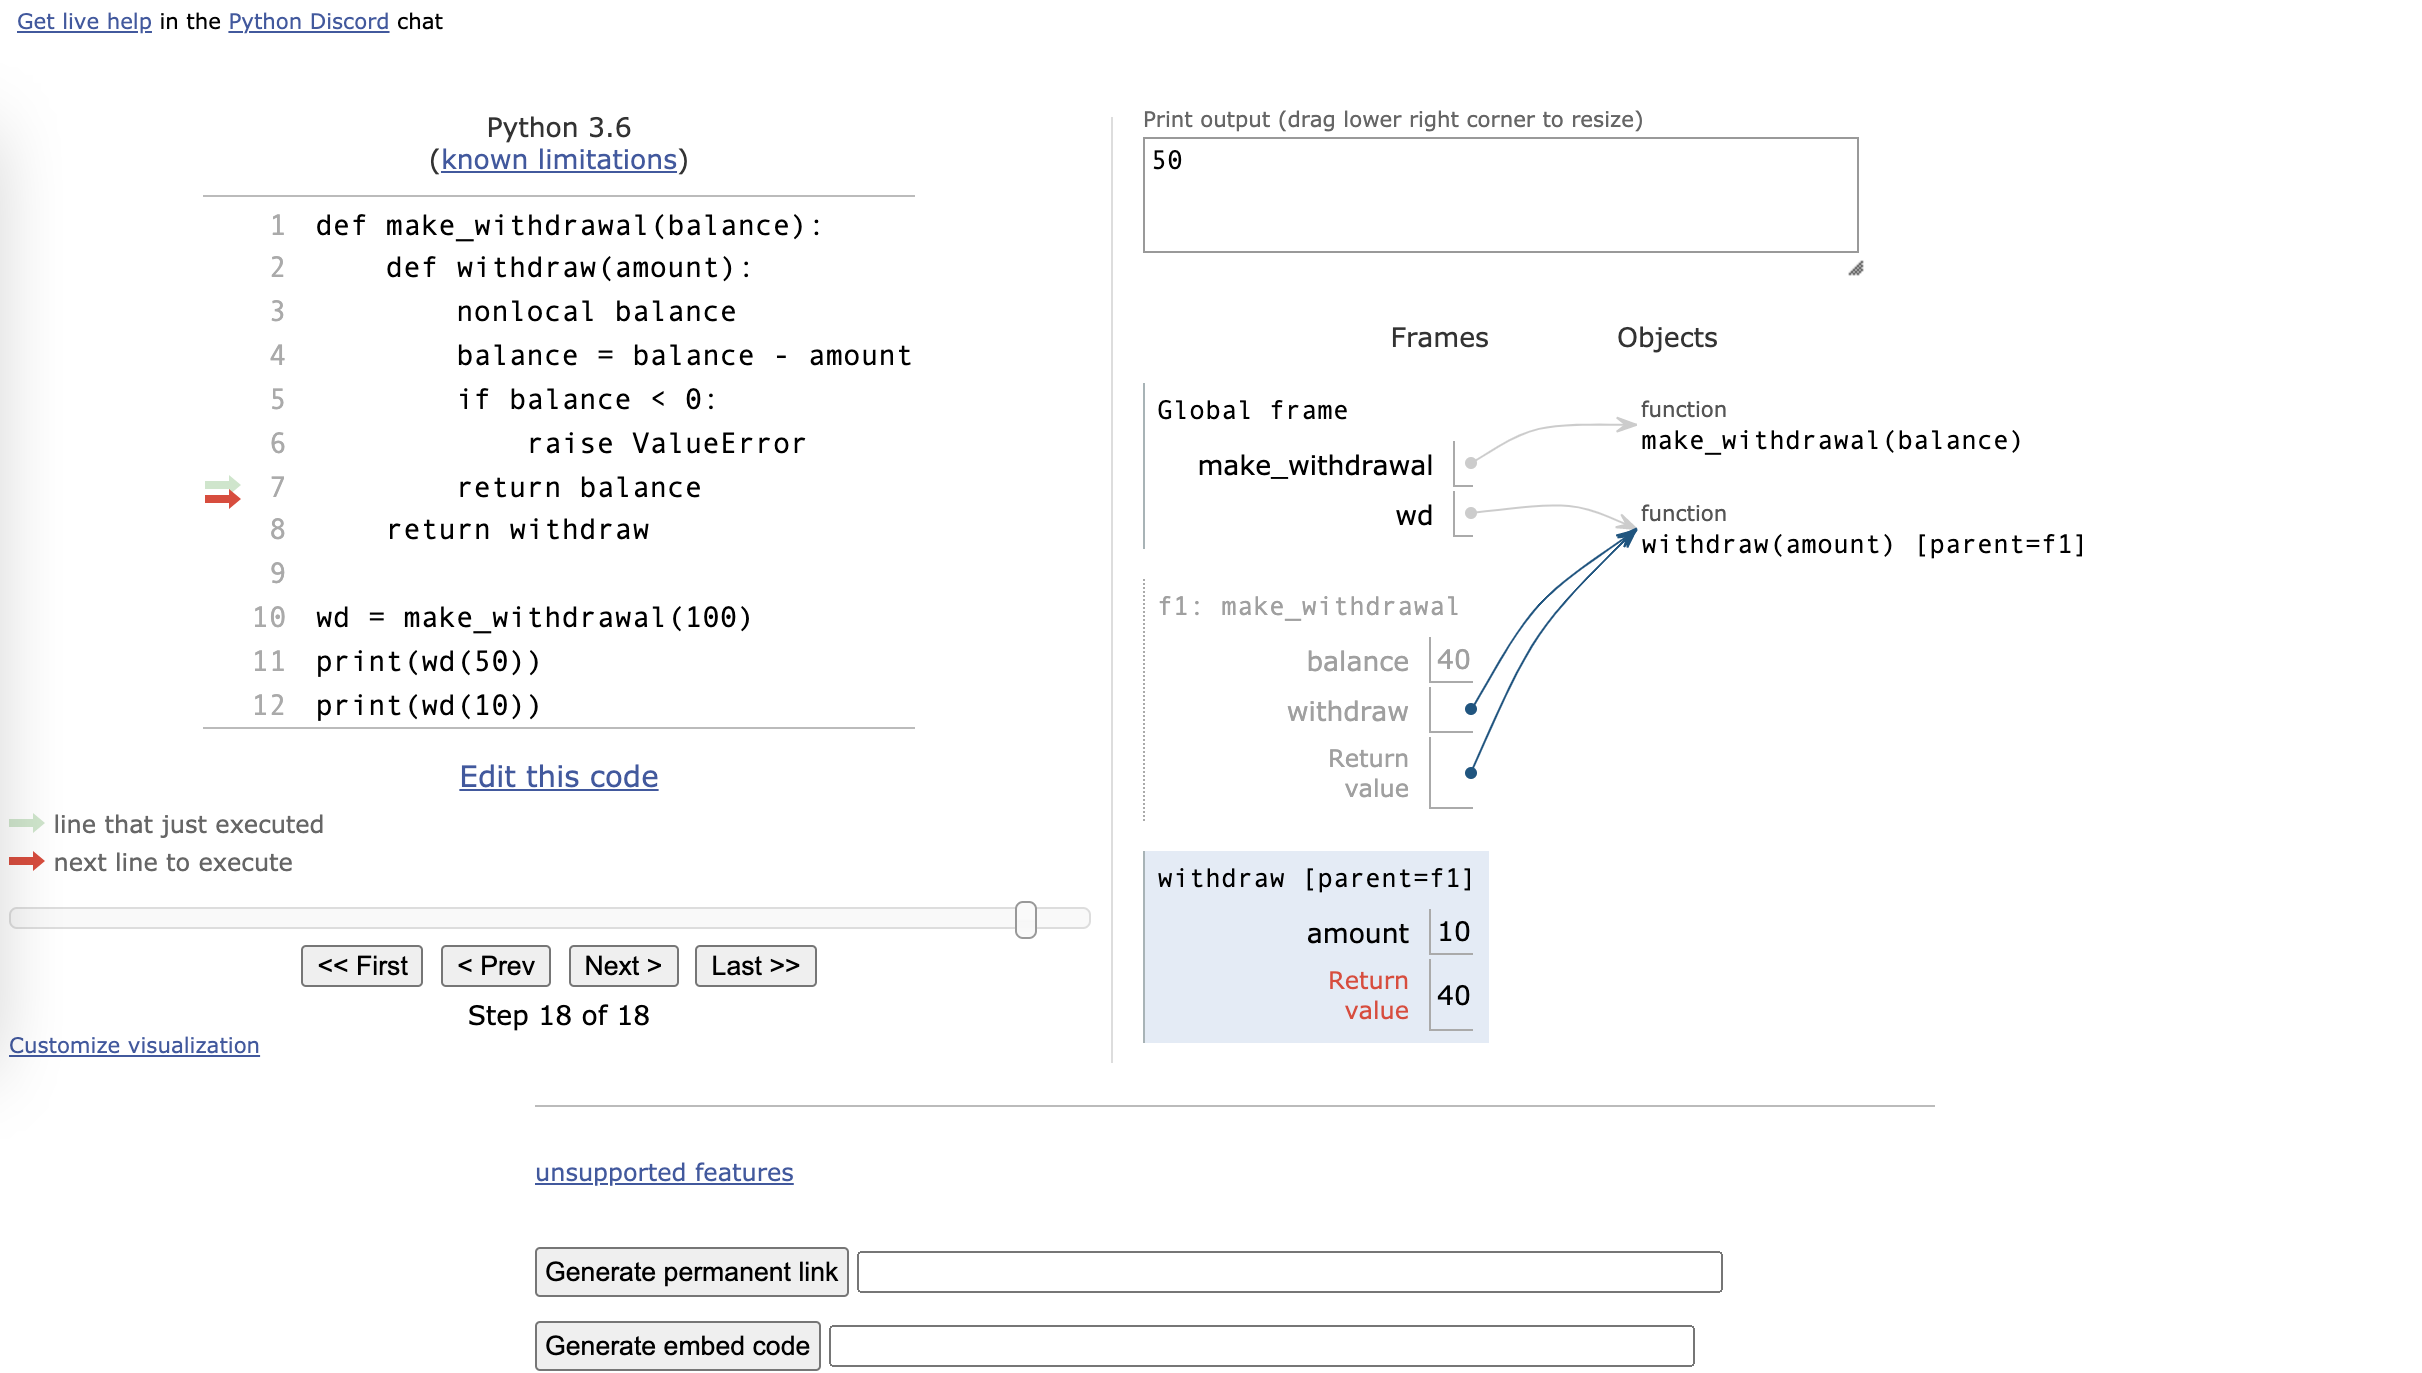 Get live help in the Python Discord chat
Python 3.6
(known limitations)
1 def make_withdrawal(balance):
2     def withdraw(amount):
3         nonlocal balance
4         balance = balance - amount
5         if balance < 0:
6             raise ValueError
7         return balance
8     return withdraw
9
10 wd = make_withdrawal(100)
11 print(wd(50))
12 print(wd(10))
Edit this code
line that just executed
next line to execute
<< First < Prev Next > Last >>
Step 18 of 18
Customize visualization
Print output (drag lower right corner to resize)
50
Frames Objects
Global frame
make_withdrawal
wd
function
make_withdrawal(balance)
function
withdraw(amount) [parent=f1]
f1: make_withdrawal
balance 40
withdraw
Return
value
withdraw [parent=f1]
amount 10
Return
value 40
unsupported features
Generate permanent link
Generate embed code